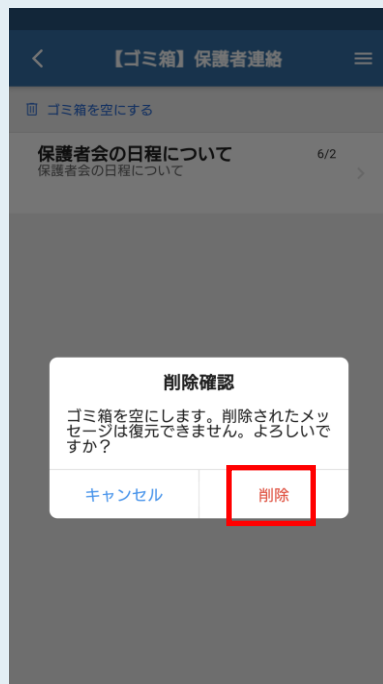 【ゴミ箱】保護者連絡
ゴミ箱を空にする
保護者会の日程について 6/2
保護者会の日程について
削除確認
ゴミ箱を空にします。削除されたメッ
セージは復元できません。よろしいで
すか？
キャンセル 削除